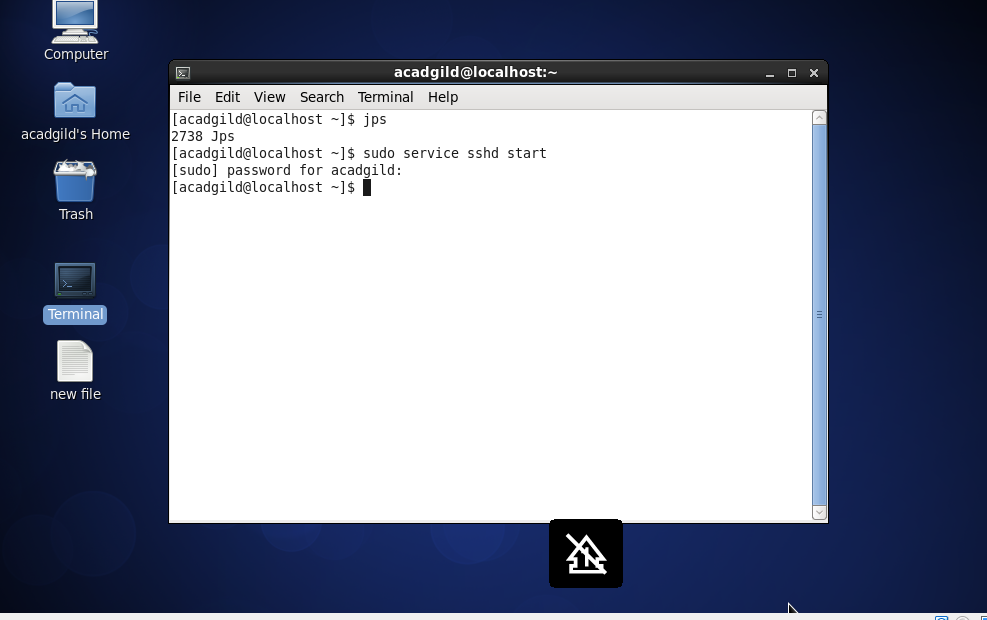 Computer
acadgild's Home
Trash
Terminal
new file
acadgild@localhost:~
File Edit View Search Terminal Help
[acadgild@localhost ~]$ jps
2738 Jps
[acadgild@localhost ~]$ sudo service sshd start
[sudo] password for acadgild:
[acadgild@localhost ~]$